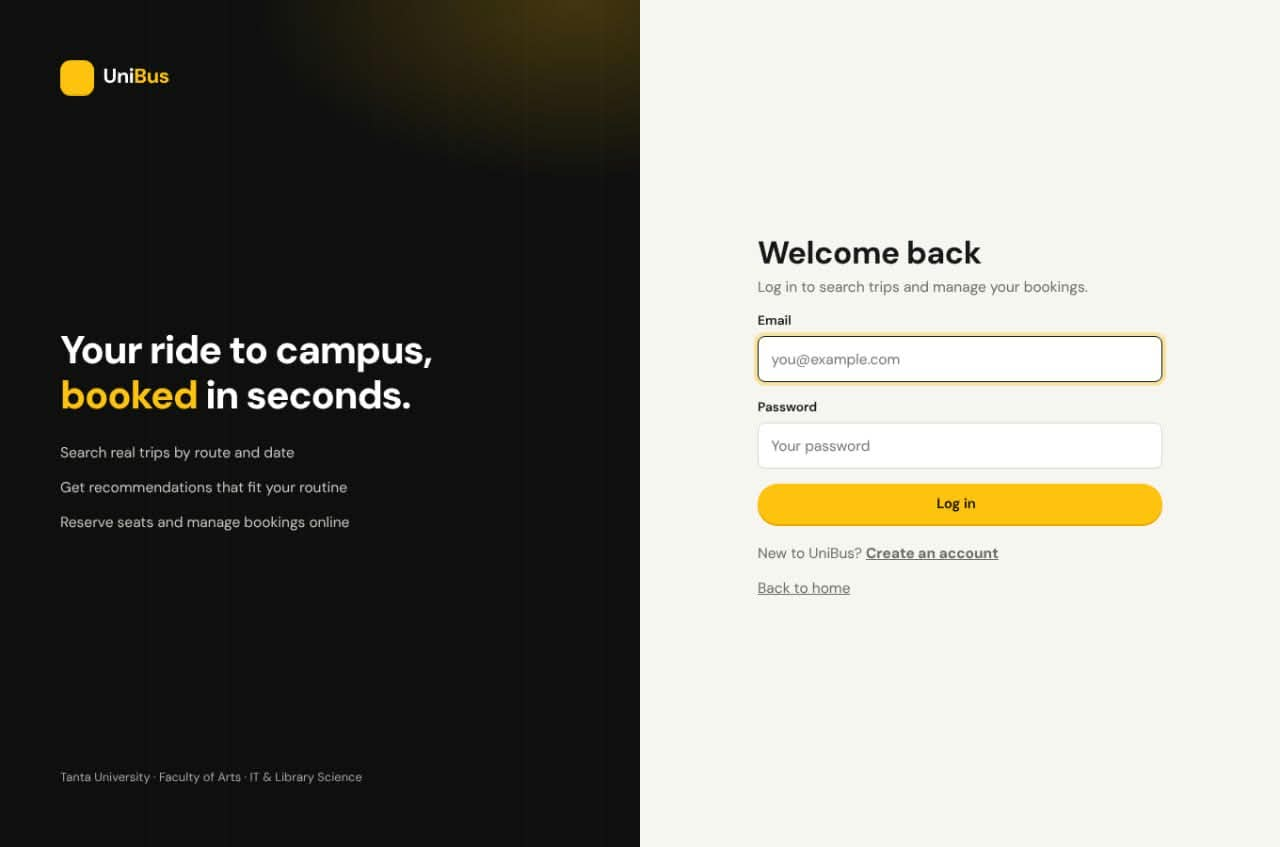 UniBus
Your ride to campus,
booked in seconds.
Search real trips by route and date
Get recommendations that fit your routine
Reserve seats and manage bookings online
Tanta University · Faculty of Arts · IT & Library Science
Welcome back
Log in to search trips and manage your bookings.
Email
you@example.com
Password
Your password
Log in
New to UniBus? Create an account
Back to home